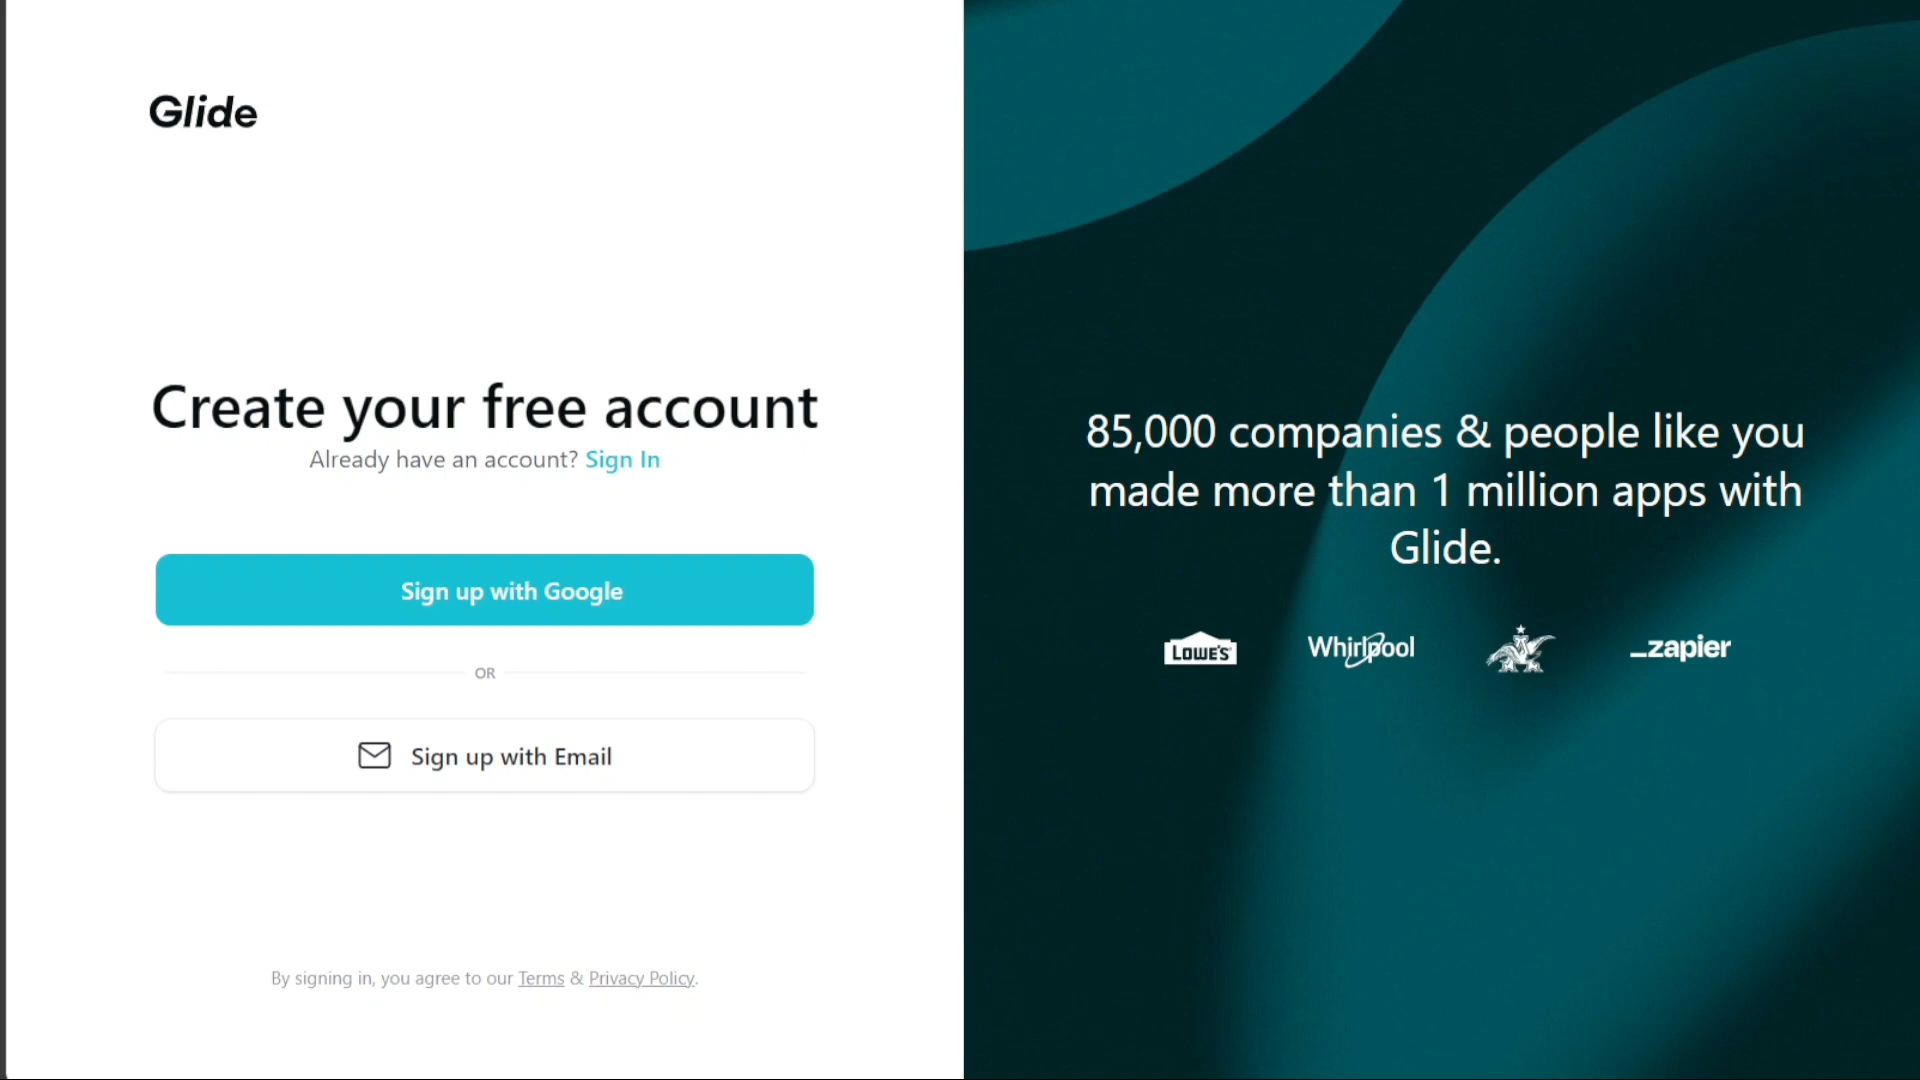 Glide
Create your free account
Already have an account? Sign In
Sign up with Google
OR
Sign up with Email
By signing in, you agree to our Terms & Privacy Policy.
85,000 companies & people like you
made more than 1 million apps with
Glide.
LOWE'S
Whirlpool
_zapier